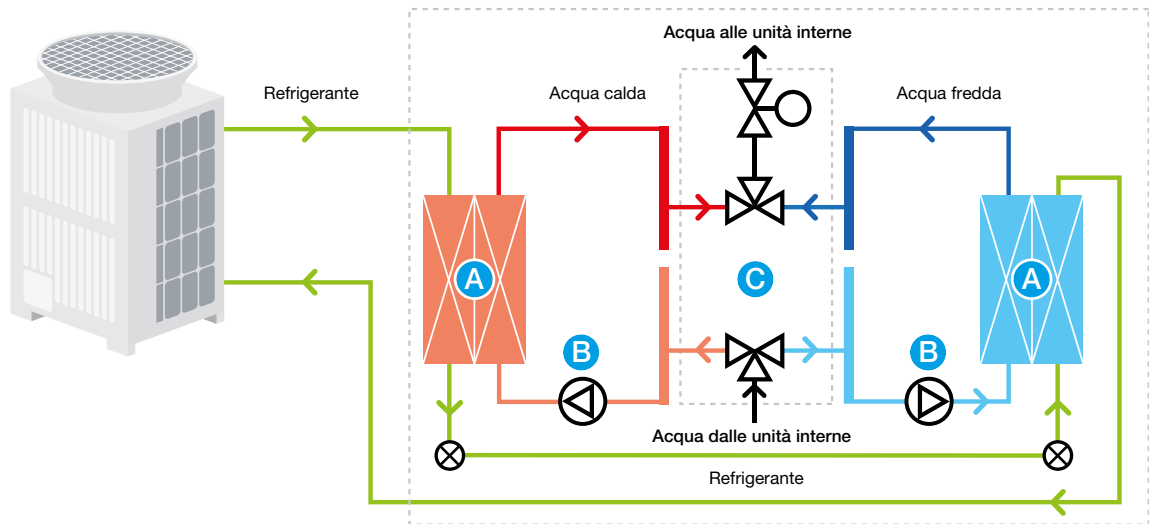 Acqua alle unità interne
Refrigerante
Acqua calda
Acqua fredda
A
C
A
B
B
Acqua dalle unità interne
Refrigerante